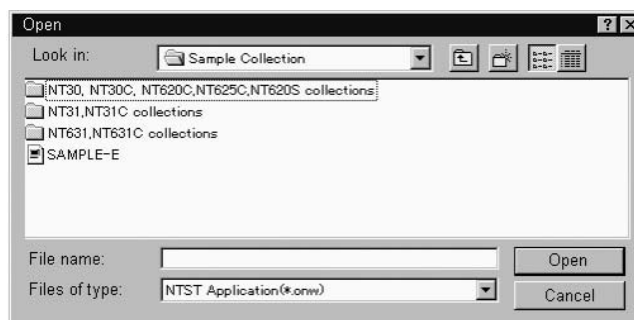 Open
Look in: Sample Collection
NT30, NT30C, NT620C,NT625C,NT620S collections
NT31,NT31C collections
NT631,NT631C collections
SAMPLE-E
File name: Open
Files of type: NTST Application(*.onw) Cancel